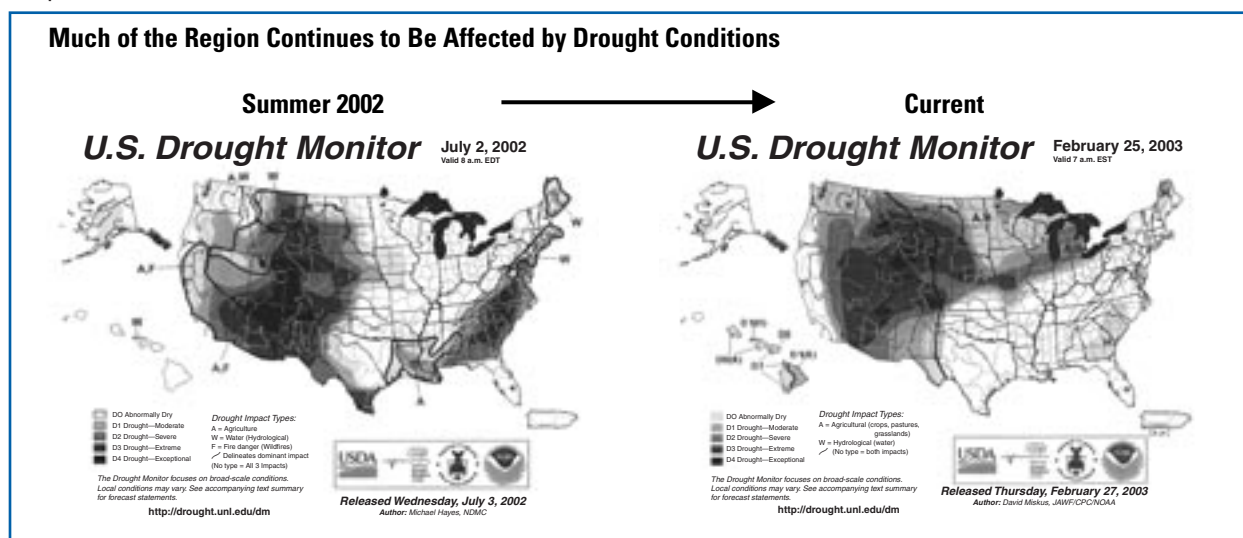 Much of the Region Continues to Be Affected by Drought Conditions
Summer 2002
U.S. Drought Monitor
July 2, 2002
Valid 8 a.m. EDT
A,W
W
W
W
A,F
A,F
A
DO Abnormally Dry
D1 Drought—Moderate
D2 Drought—Severe
D3 Drought—Extreme
D4 Drought—Exceptional
Drought Impact Types:
A = Agriculture
W = Water (Hydrological)
F = Fire danger (Wildfires)
Delineates dominant impact
(No type = All 3 Impacts)
The Drought Monitor focuses on broad-scale conditions.
Local conditions may vary. See accompanying text summary
for forecast statements.
http://drought.unl.edu/dm
USDA
Released Wednesday, July 3, 2002
Author: Michael Hayes, NDMC
Current
U.S. Drought Monitor
February 25, 2003
Valid 7 a.m. EST
DO Abnormally Dry
D1 Drought—Moderate
D2 Drought—Severe
D3 Drought—Extreme
D4 Drought—Exceptional
Drought Impact Types:
A = Agricultural (crops, pastures,
grasslands)
W = Hydrological (water)
(No type = both impacts)
The Drought Monitor focuses on broad-scale conditions.
Local conditions may vary. See accompanying text summary
for forecast statements.
http://drought.unl.edu/dm
USDA
Released Thursday, February 27, 2003
Author: David Miskus, JAWF/CPC/NOAA